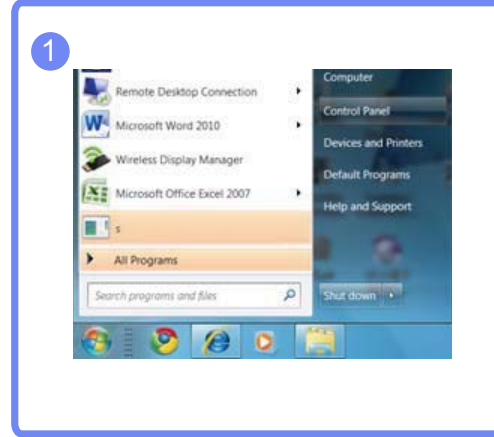 1
Remote Desktop Connection
Microsoft Word 2010
Wireless Display Manager
Microsoft Office Excel 2007
s
All Programs
Search programs and files
Computer
Control Panel
Devices and Printers
Default Programs
Help and Support
Shut down